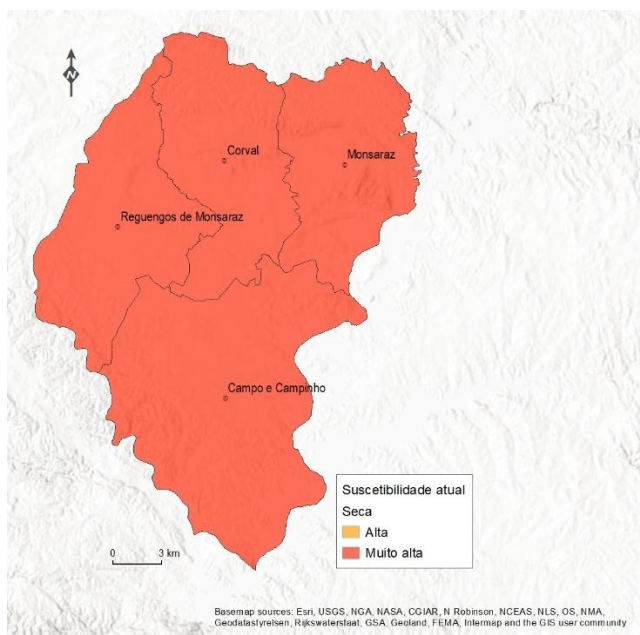 N
Corval
Monsaraz
Reguengos de Monsaraz
Campo e Campinho
Suscetibilidade atual
Seca
Alta
Muito alta
0 3 km
Basemap sources: Esri, USGS, NGA, NASA, CGIAR, N Robinson, NCEAS, NLS, OS, NMA,
Geodatastyrelsen, Rijkswaterstaat, GSA, Geoland, FEMA, Intermap and the GIS user community